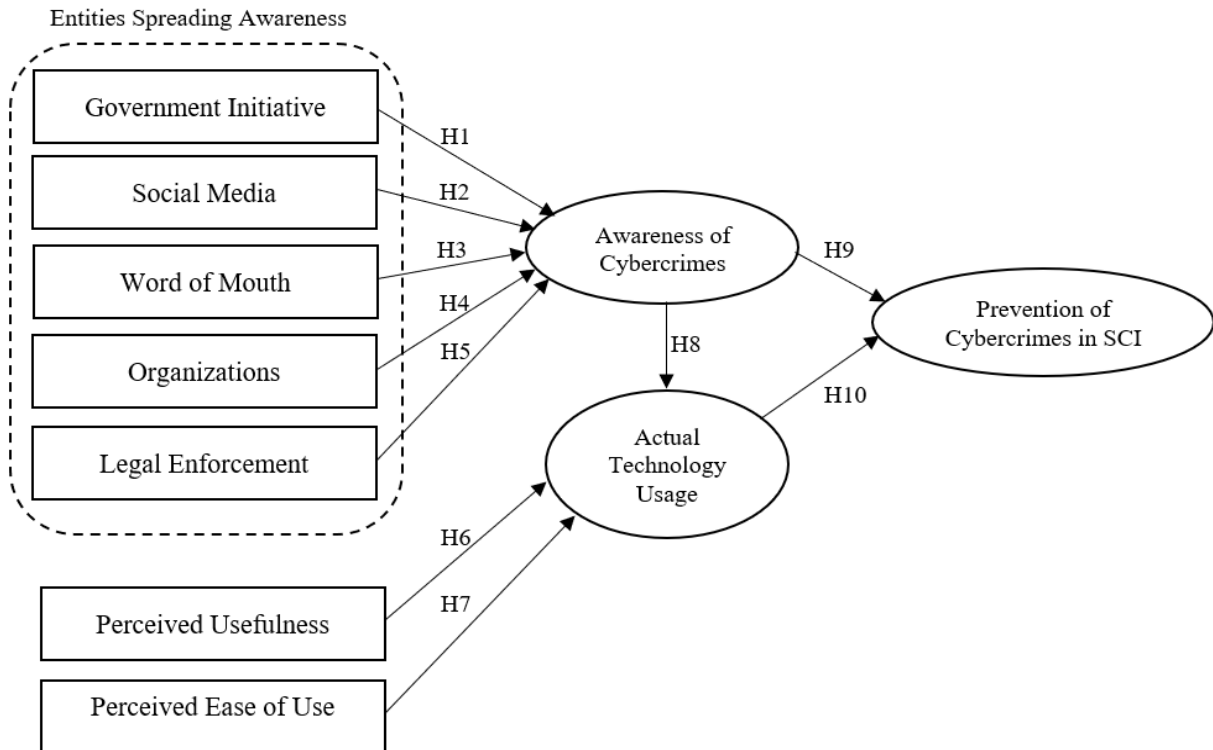 Entities Spreading Awareness
Government Initiative
Social Media
Word of Mouth
Organizations
Legal Enforcement
Perceived Usefulness
Perceived Ease of Use
H1
H2
H3
H4
H5
H6
H7
Awareness of
Cybercrimes
H8
Actual
Technology
Usage
H9
H10
Prevention of
Cybercrimes in SCI